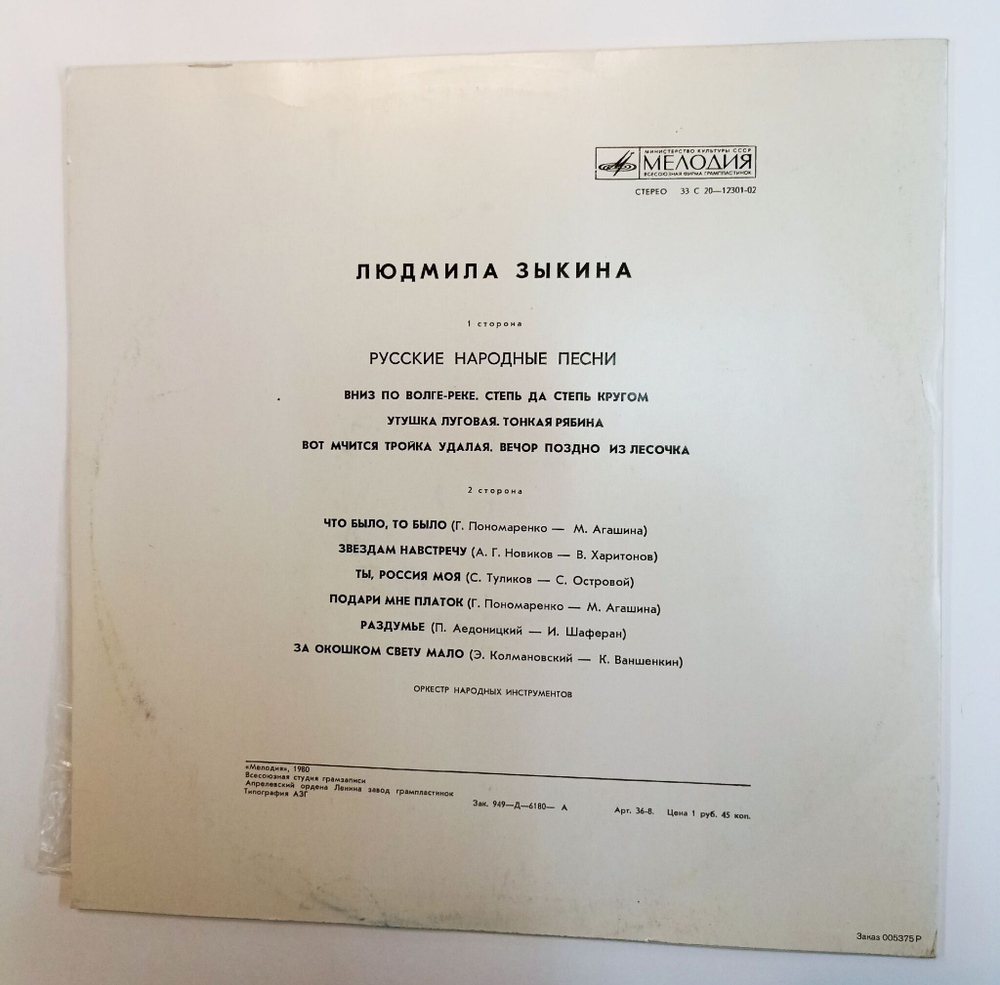 МИНИСТЕРСТВО КУЛЬТУРЫ СССР
МЕЛОДИЯ
ВСЕСОЮЗНАЯ ФИРМА ГРАМПЛАСТИНОК
СТЕРЕО 33 С 20—12301-02
ЛЮДМИЛА ЗЫКИНА
1 сторона
РУССКИЕ НАРОДНЫЕ ПЕСНИ
ВНИЗ ПО ВОЛГЕ-РЕКЕ. СТЕПЬ ДА СТЕПЬ КРУГОМ
УТУШКА ЛУГОВАЯ. ТОНКАЯ РЯБИНА
ВОТ МЧИТСЯ ТРОЙКА УДАЛАЯ. ВЕЧОР ПОЗДНО ИЗ ЛЕСОЧКА
2 сторона
ЧТО БЫЛО, ТО БЫЛО (Г. Пономаренко — М. Агашина)
ЗВЕЗДАМ НАВСТРЕЧУ (А. Г. Новиков — В. Харитонов)
ТЫ, РОССИЯ МОЯ (С. Туликов — С. Островой)
ПОДАРИ МНЕ ПЛАТОК (Г. Пономаренко — М. Агашина)
РАЗДУМЬЕ (П. Аедоницкий — И. Шаферан)
ЗА ОКОШКОМ СВЕТУ МАЛО (Э. Колмановский — К. Ваншенкин)
ОРКЕСТР НАРОДНЫХ ИНСТРУМЕНТОВ
«Мелодия», 1980
Всесоюзная студия грамзаписи
Апрелевский ордена Ленина завод грампластинок
Типография АЗГ
Зак. 949—Д—6180— А Арт. 36-8. Цена 1 руб. 45 коп.
Заказ 005375 Р